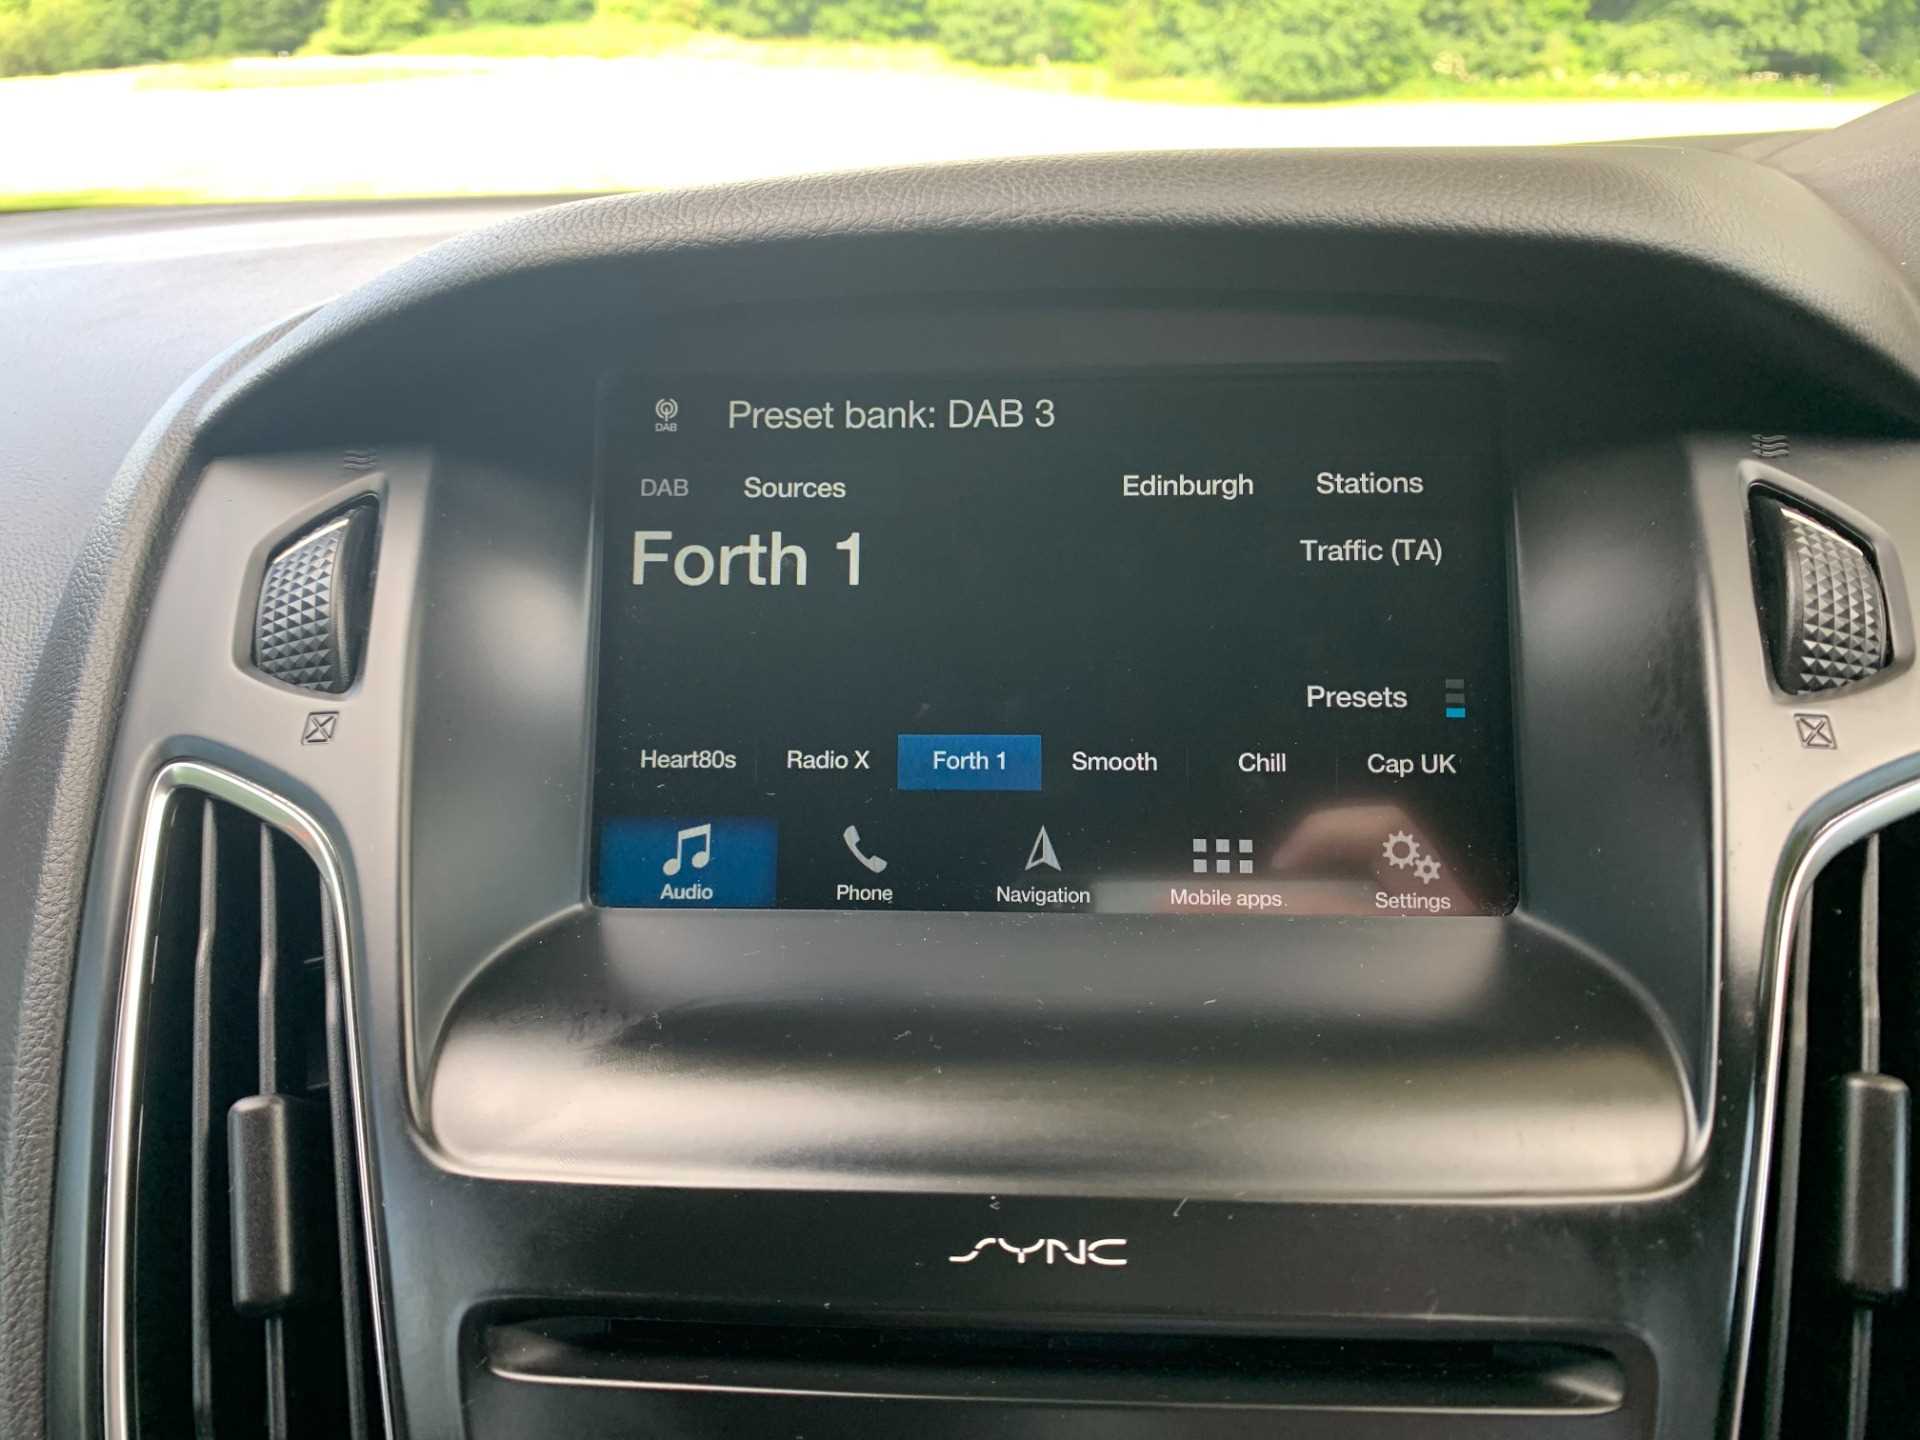 DAB Preset bank: DAB 3
DAB Sources Edinburgh Stations
Forth 1 Traffic (TA)
Presets
Heart80s Radio X Forth 1 Smooth Chill Cap UK
Audio Phone Navigation Mobile apps Settings
SYNC